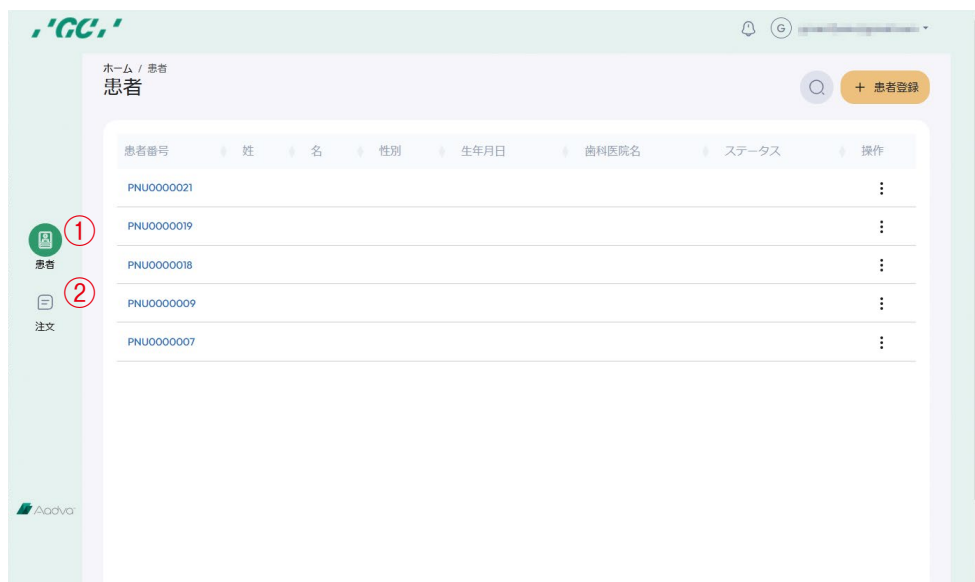 ,'GC,'
G
ホーム / 患者
患者
+ 患者登録
患者番号 姓 名 性別 生年月日 歯科医院名 ステータス 操作
PNU0000021
PNU0000019
PNU0000018
PNU0000009
PNU0000007
①
患者
②
注文
Aadva